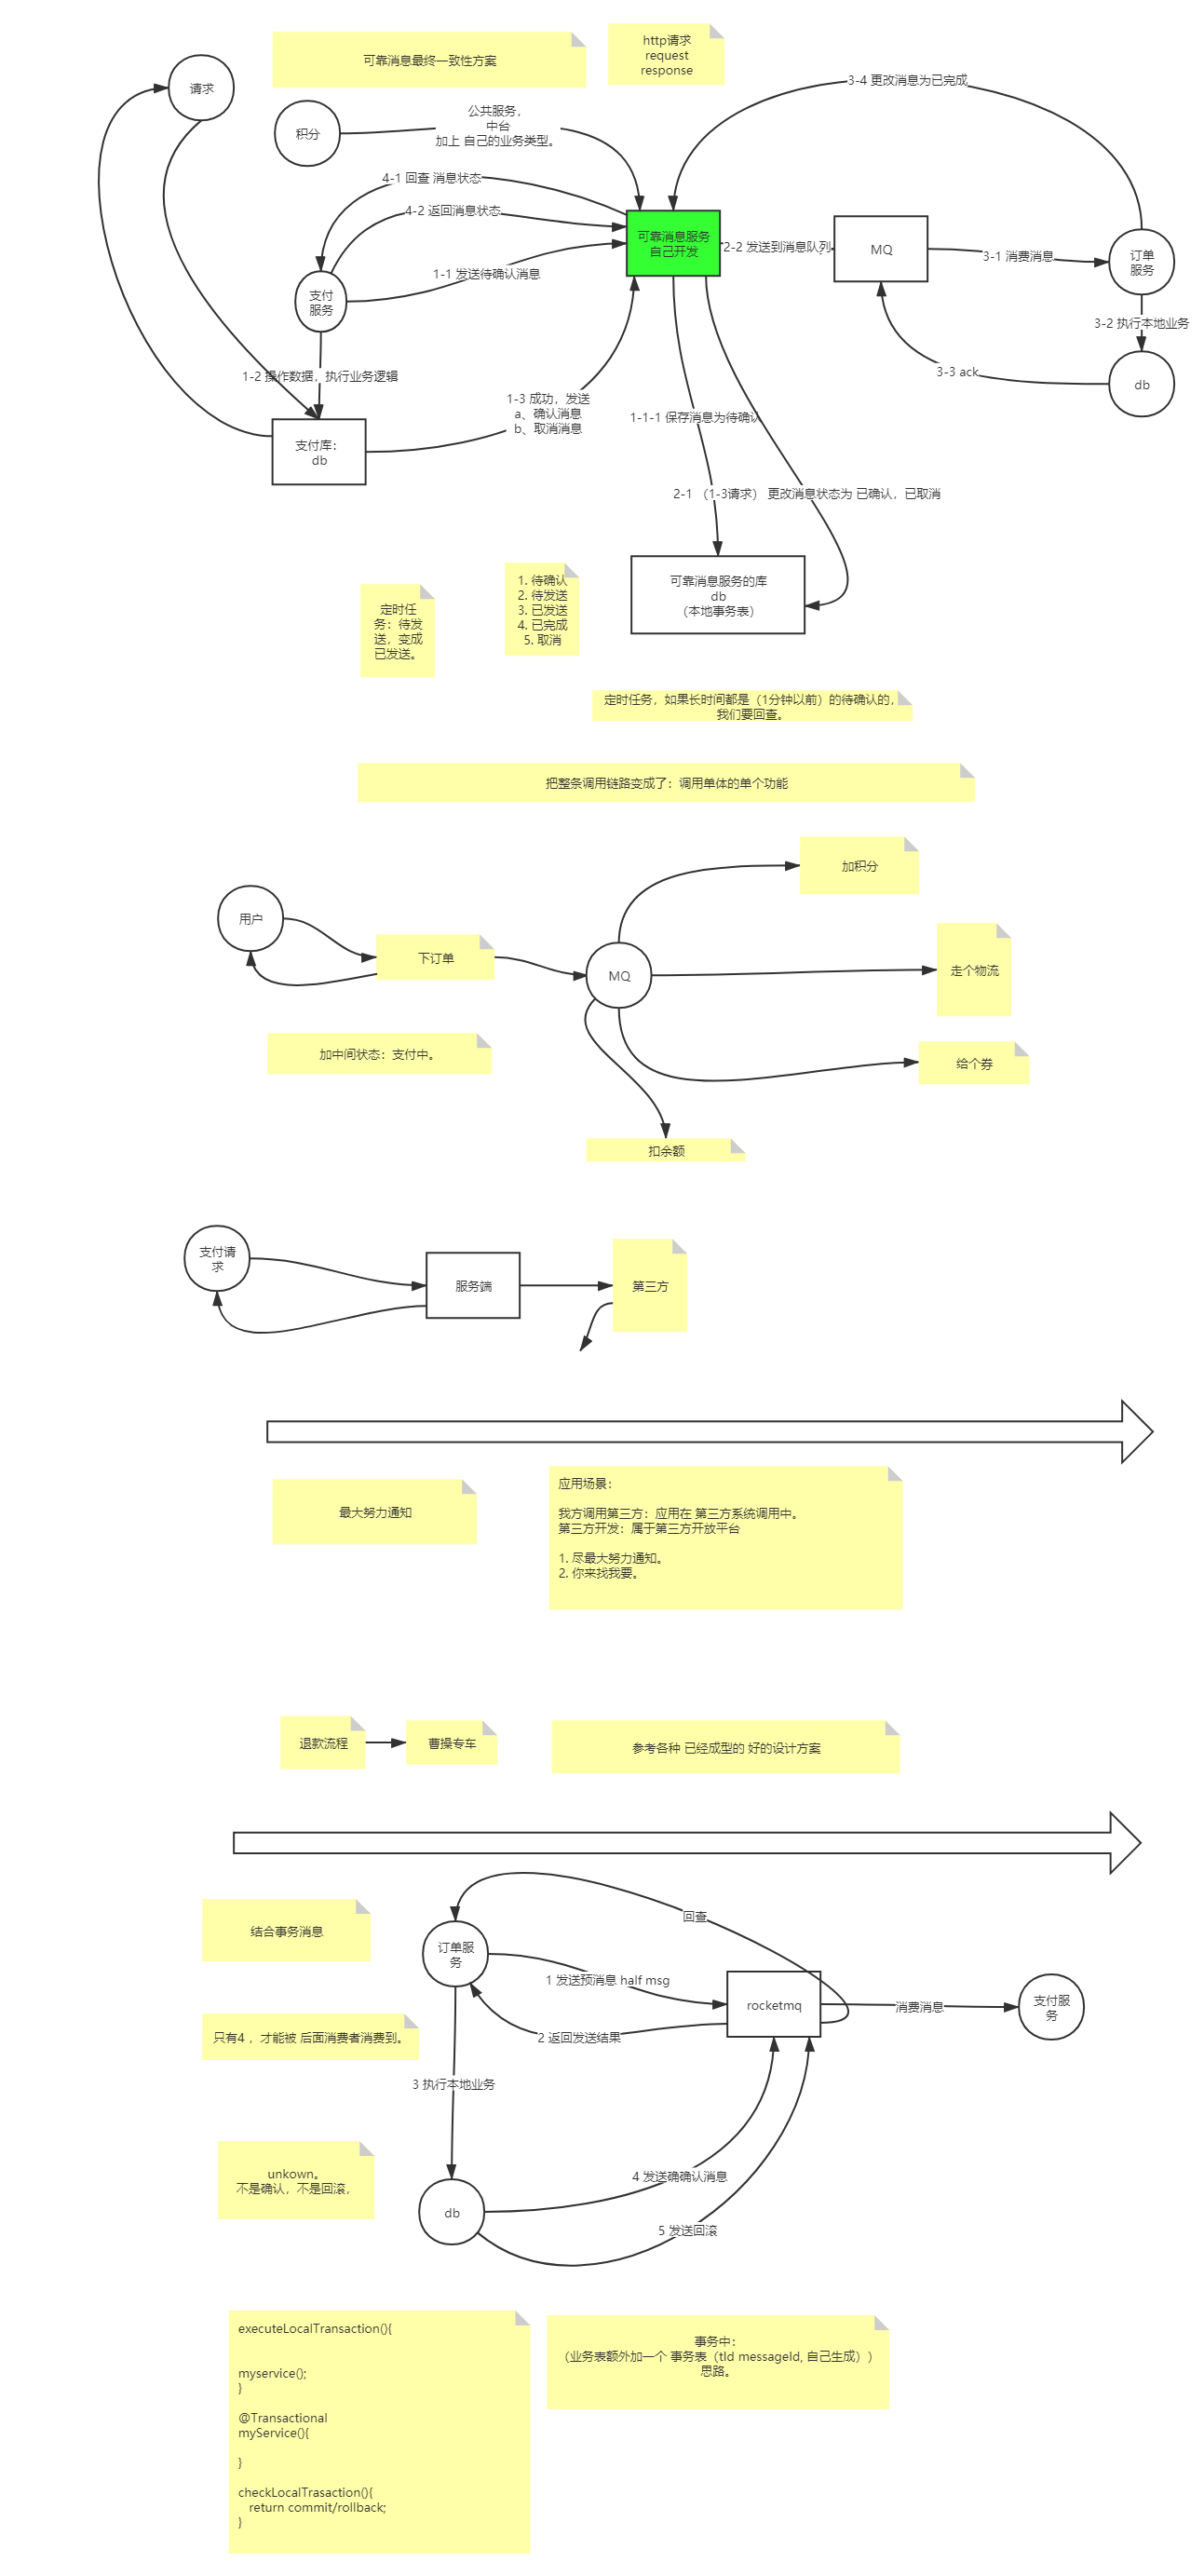 可靠消息最终一致性方案
http请求
request
response
请求
积分
公共服务，
中台
加上 自己的业务类型。
3-4 更改消息为已完成
4-1 回查 消息状态
4-2 返回消息状态
1-1 发送待确认消息
可靠消息服务
自己开发
2-2 发送到消息队列
MQ
3-1 消费消息
订单
服务
支付
服务
3-2 执行本地业务
1-2 操作数据，执行业务逻辑
3-3 ack
db
1-3 成功，发送
a、确认消息
b、取消消息
1-1-1 保存消息为待确认
支付库：
db
2-1 （1-3请求） 更改消息状态为 已确认，已取消
可靠消息服务的库
db
（本地事务表）
1. 待确认
2. 待发送
3. 已发送
4. 已完成
5. 取消
定时任
务：待发
送，变成
已发送。
定时任务，如果长时间都是（1分钟以前）的待确认的，
我们要回查。
把整条调用链路变成了：调用单体的单个功能
加积分
用户
下订单
MQ
走个物流
加中间状态：支付中。
给个券
扣余额
支付请
求
服务端
第三方
最大努力通知
应用场景：
我方调用第三方：应用在 第三方系统调用中。
第三方开发：属于第三方开放平台
1. 尽最大努力通知。
2. 你来找我要。
退款流程
曹操专车
参考各种 已经成型的 好的设计方案
结合事务消息
回查
订单服
务
1 发送预消息 half msg
rocketmq
消费消息
支付服
务
2 返回发送结果
只有4 ，才能被 后面消费者消费到。
3 执行本地业务
unkown。
不是确认，不是回滚，
4 发送确确认消息
db
5 发送回滚
executeLocalTransaction(){
myservice();
}
@Transactional
myService(){
}
checkLocalTrasaction(){
return commit/rollback;
}
事务中：
（业务表额外加一个 事务表（tId messageId, 自己生成））
思路。